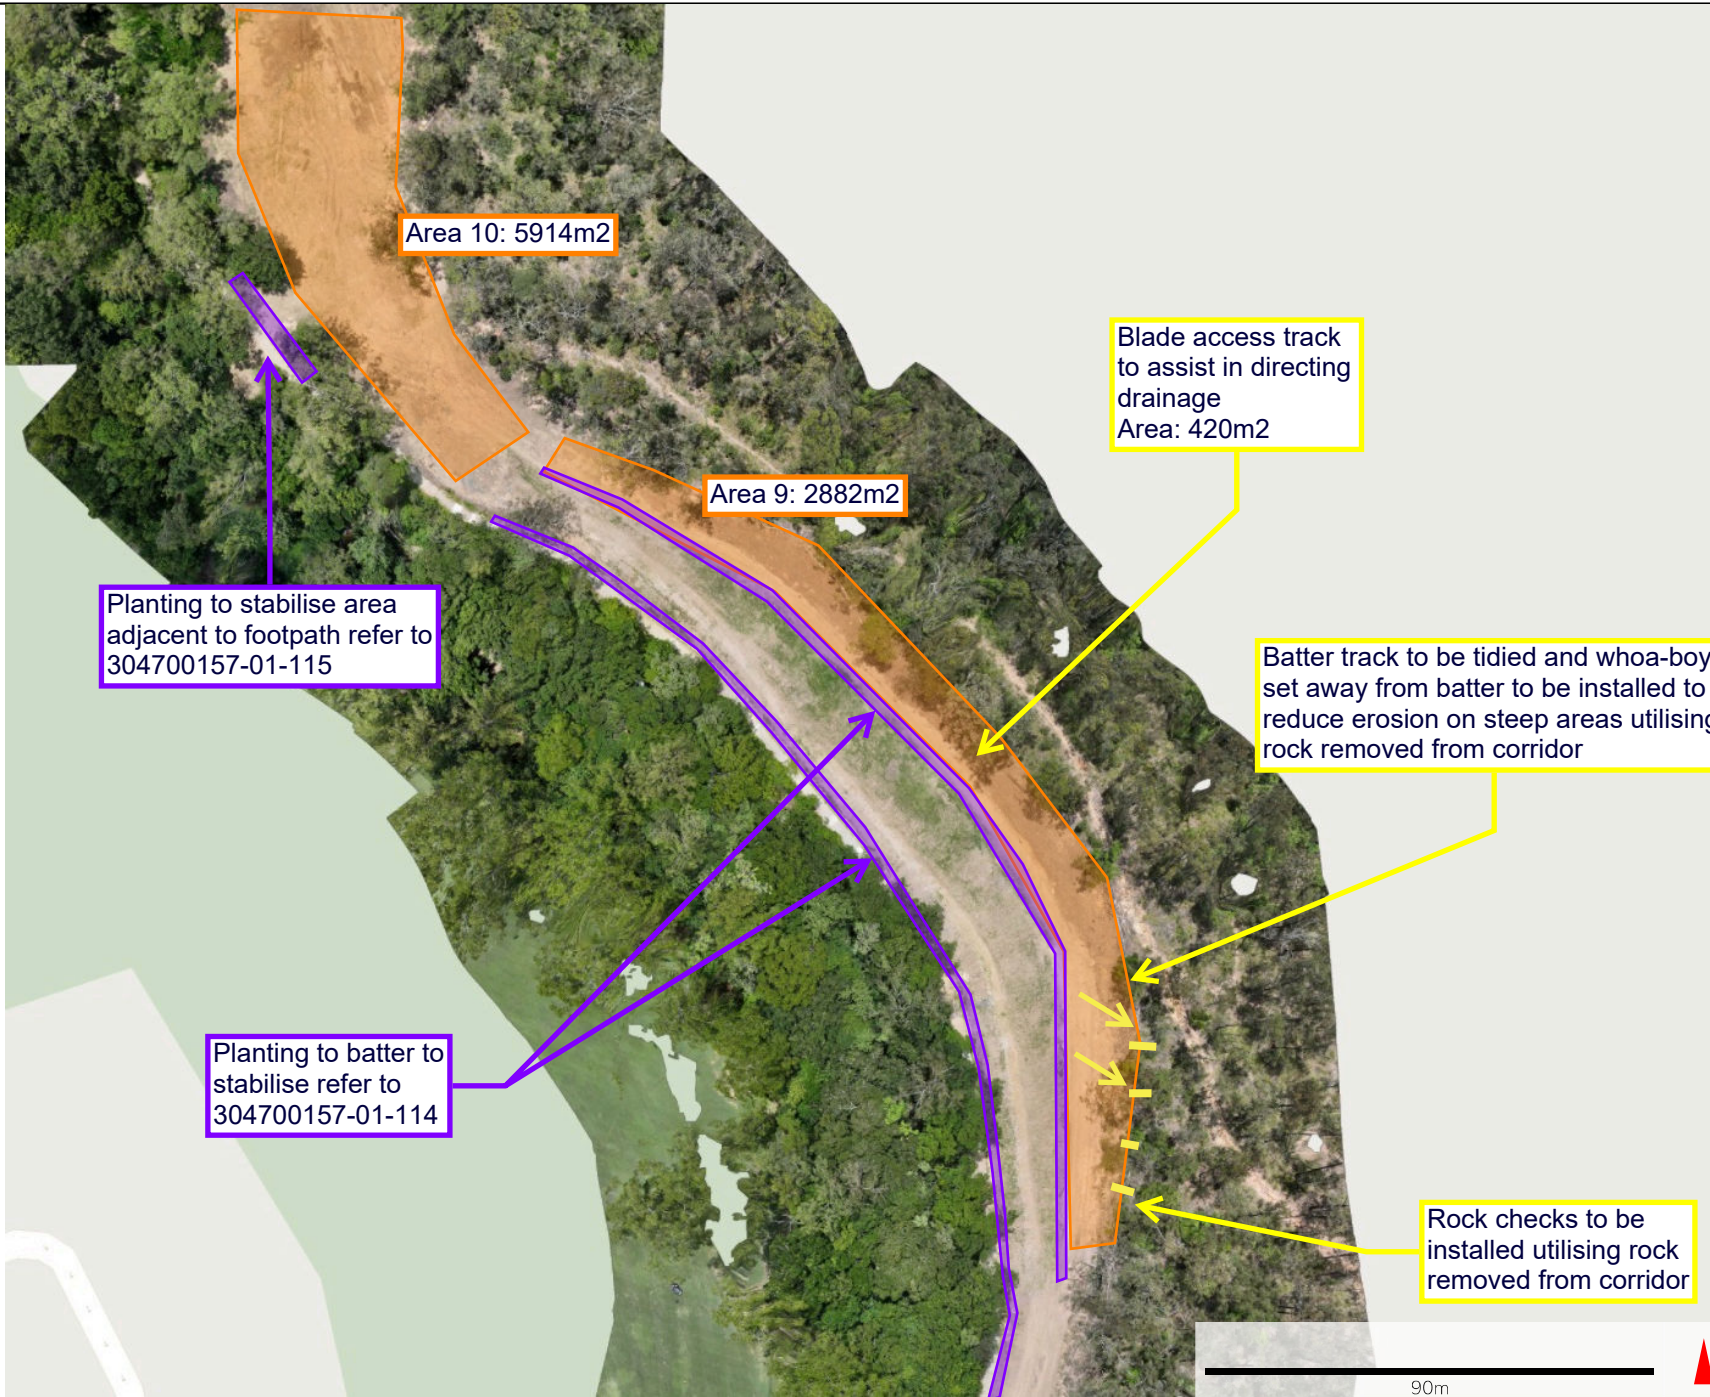 Area 10: 5914m2
Blade access track
to assist in directing
drainage
Area: 420m2
Area 9: 2882m2
Planting to stabilise area
adjacent to footpath refer to
304700157-01-115
Batter track to be tidied and whoa-boy
set away from batter to be installed to
reduce erosion on steep areas utilising
rock removed from corridor
Planting to batter to
stabilise refer to
304700157-01-114
Rock checks to be
installed utilising rock
removed from corridor
90m